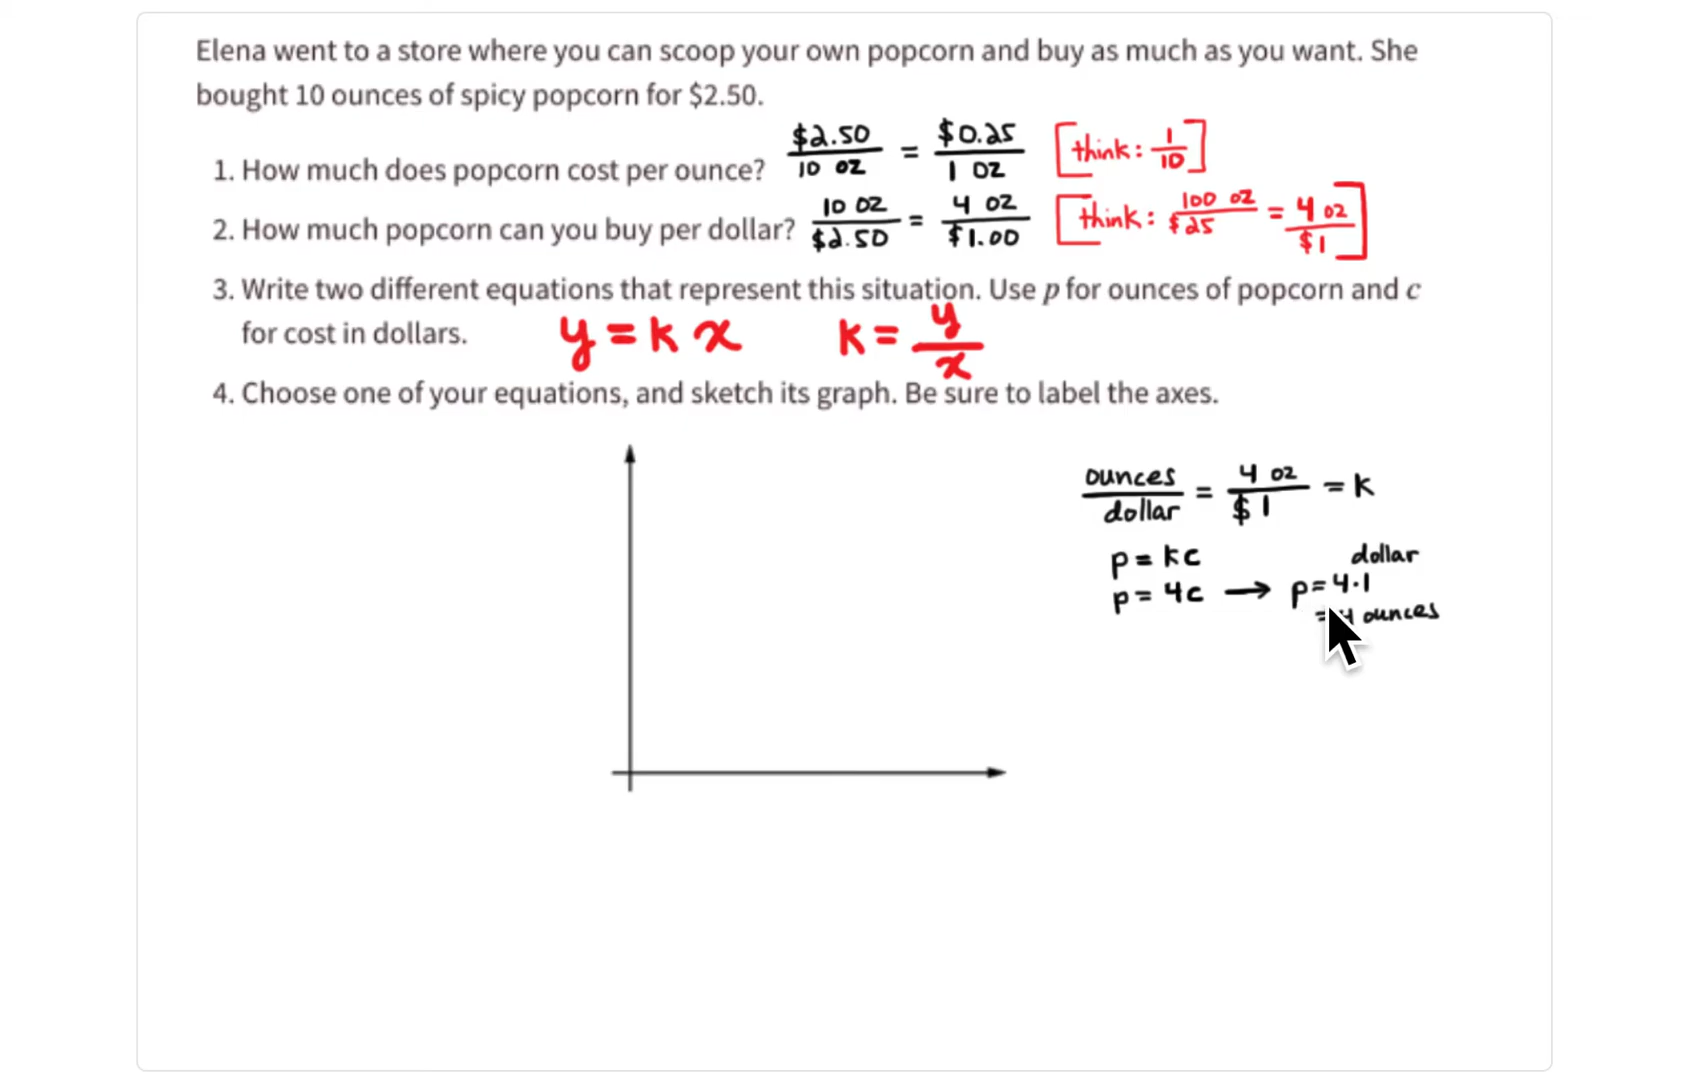 Elena went to a store where you can scoop your own popcorn and buy as much as you want. She
bought 10 ounces of spicy popcorn for $2.50.
1. How much does popcorn cost per ounce? $2.50/10 oz = $0.25/1 oz [think: 1/10]
2. How much popcorn can you buy per dollar? 10 oz/$2.50 = 4 oz/$1.00 [think: 100 oz/$25 = 4 oz/$1]
3. Write two different equations that represent this situation. Use p for ounces of popcorn and c
for cost in dollars. y = k x k = y/x
4. Choose one of your equations, and sketch its graph. Be sure to label the axes.
ounces/dollar = 4 oz/$1 = k
p = kc
dollar
p = 4c → p = 4·1
= 4 ounces